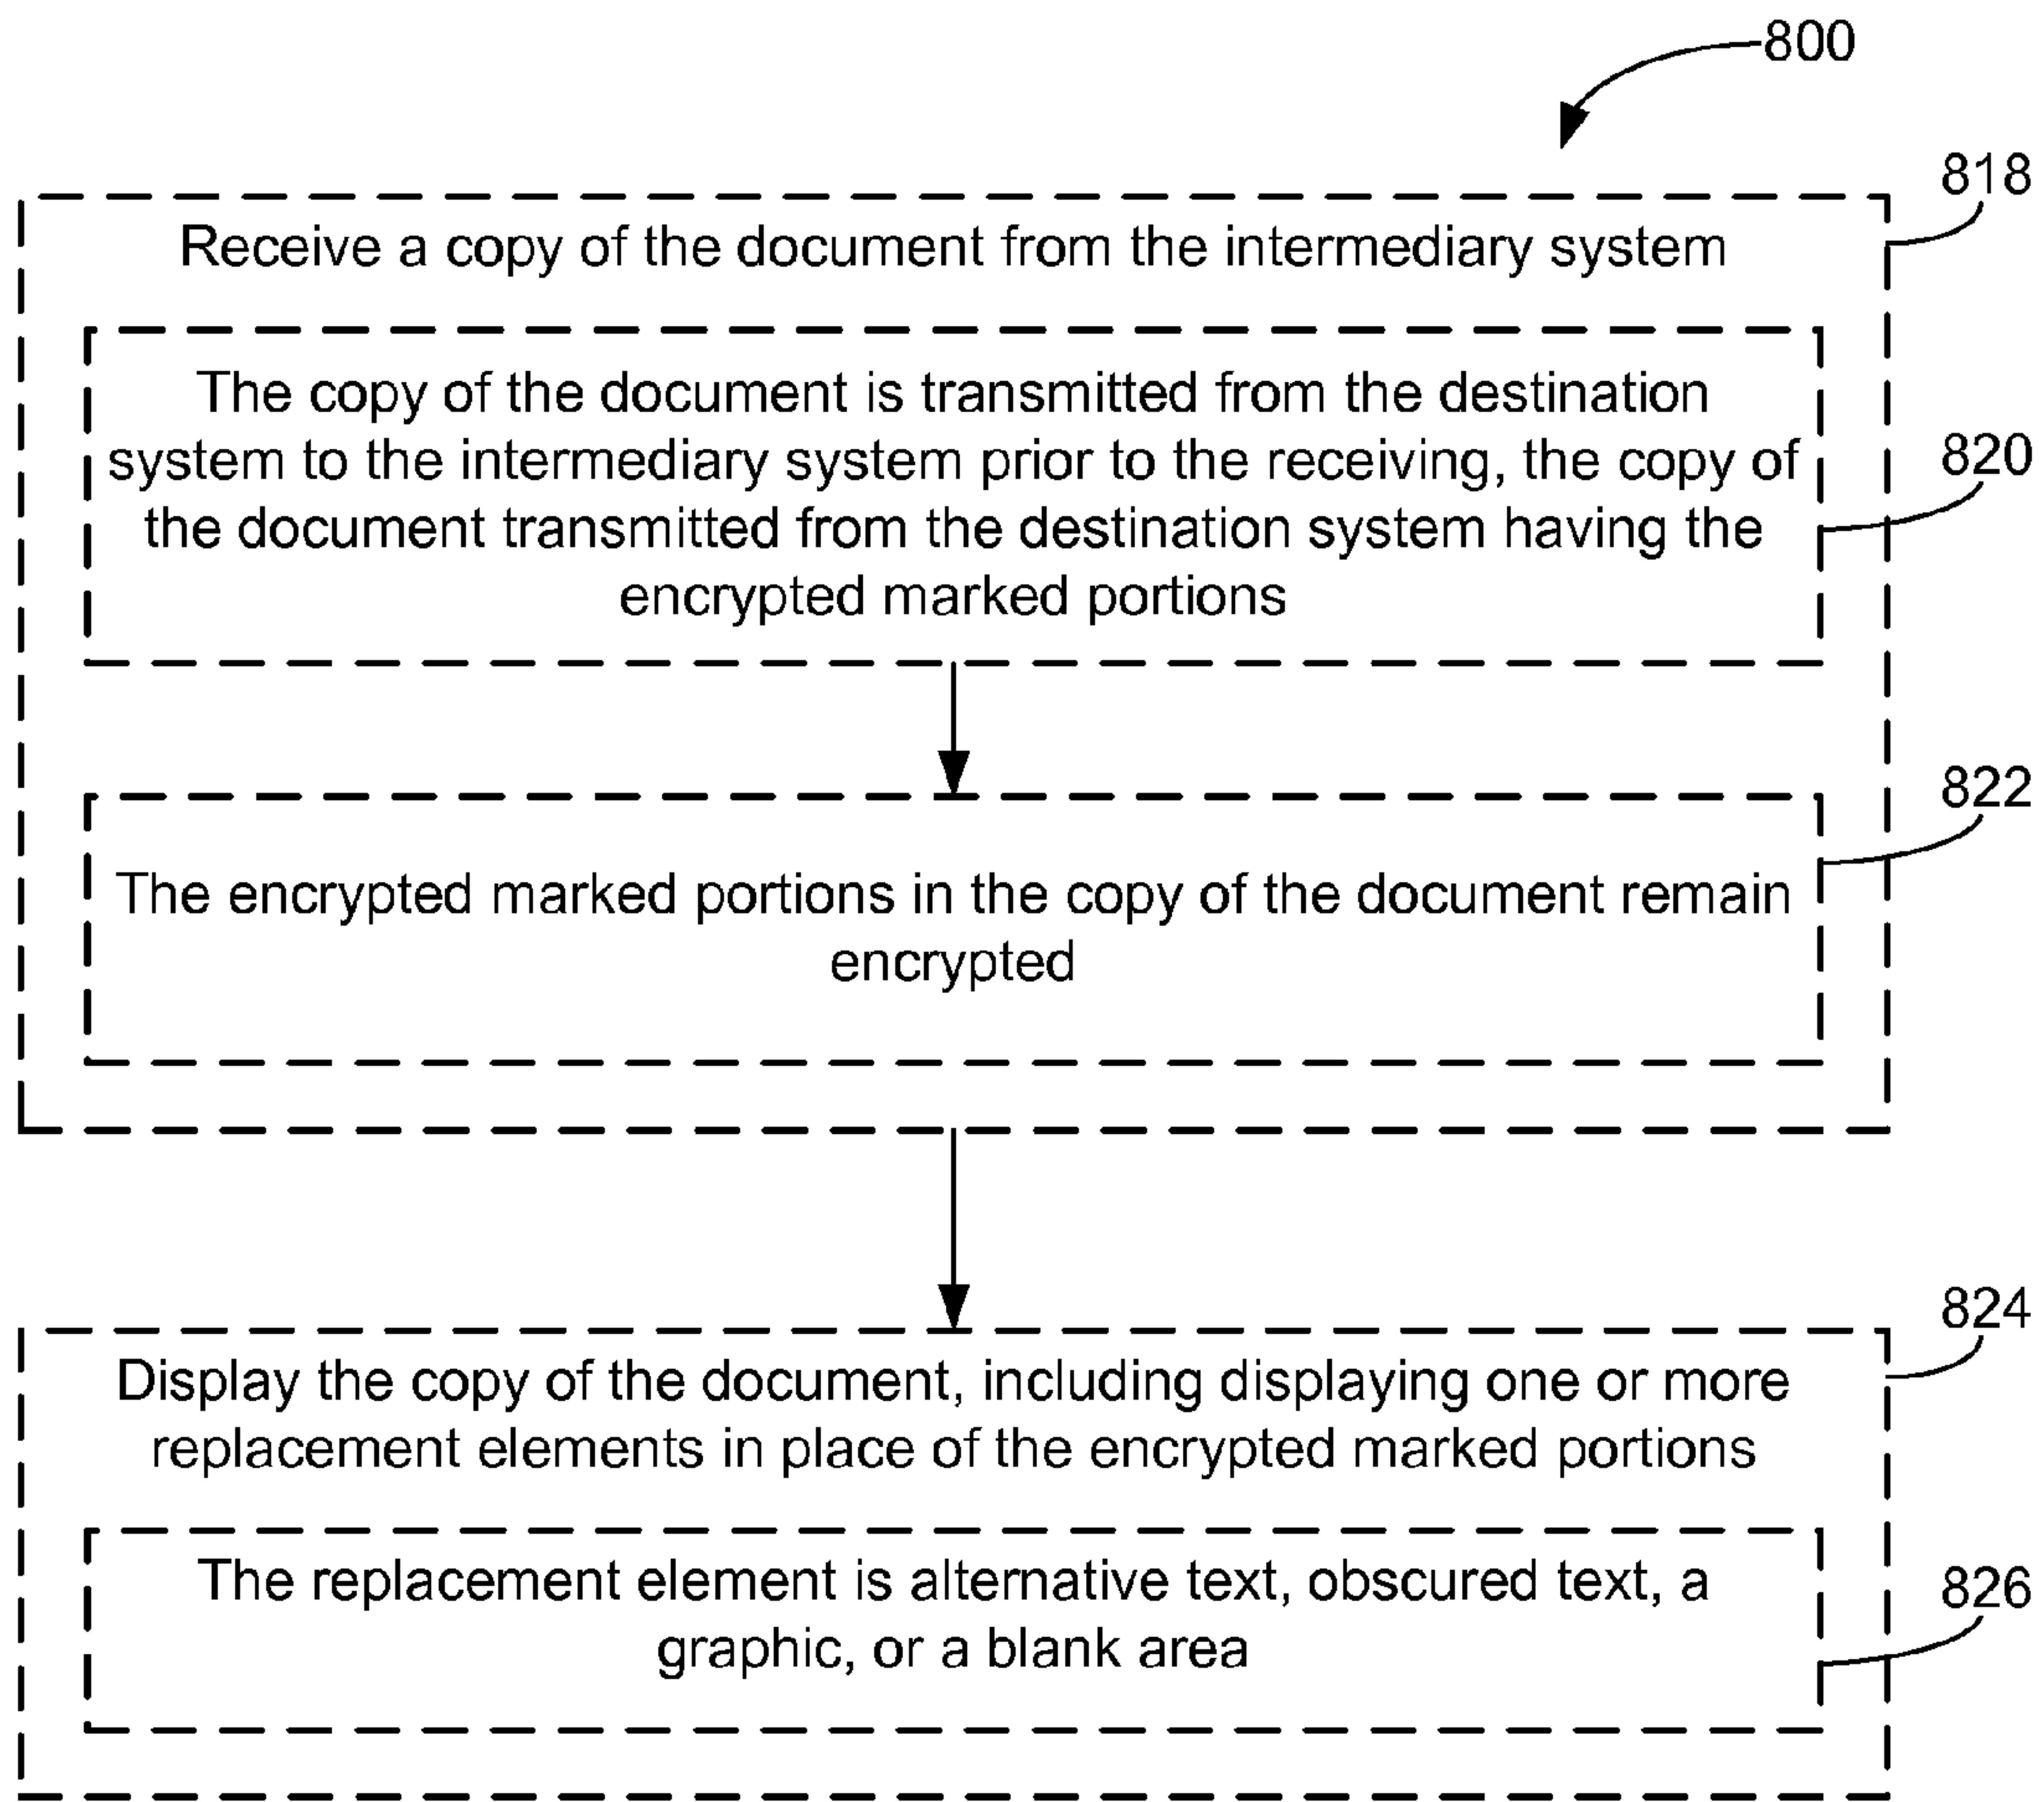 800
818
Receive a copy of the document from the intermediary system
The copy of the document is transmitted from the destination
system to the intermediary system prior to the receiving, the copy of
the document transmitted from the destination system having the
encrypted marked portions
820
822
The encrypted marked portions in the copy of the document remain
encrypted
824
Display the copy of the document, including displaying one or more
replacement elements in place of the encrypted marked portions
The replacement element is alternative text, obscured text, a
graphic, or a blank area
826